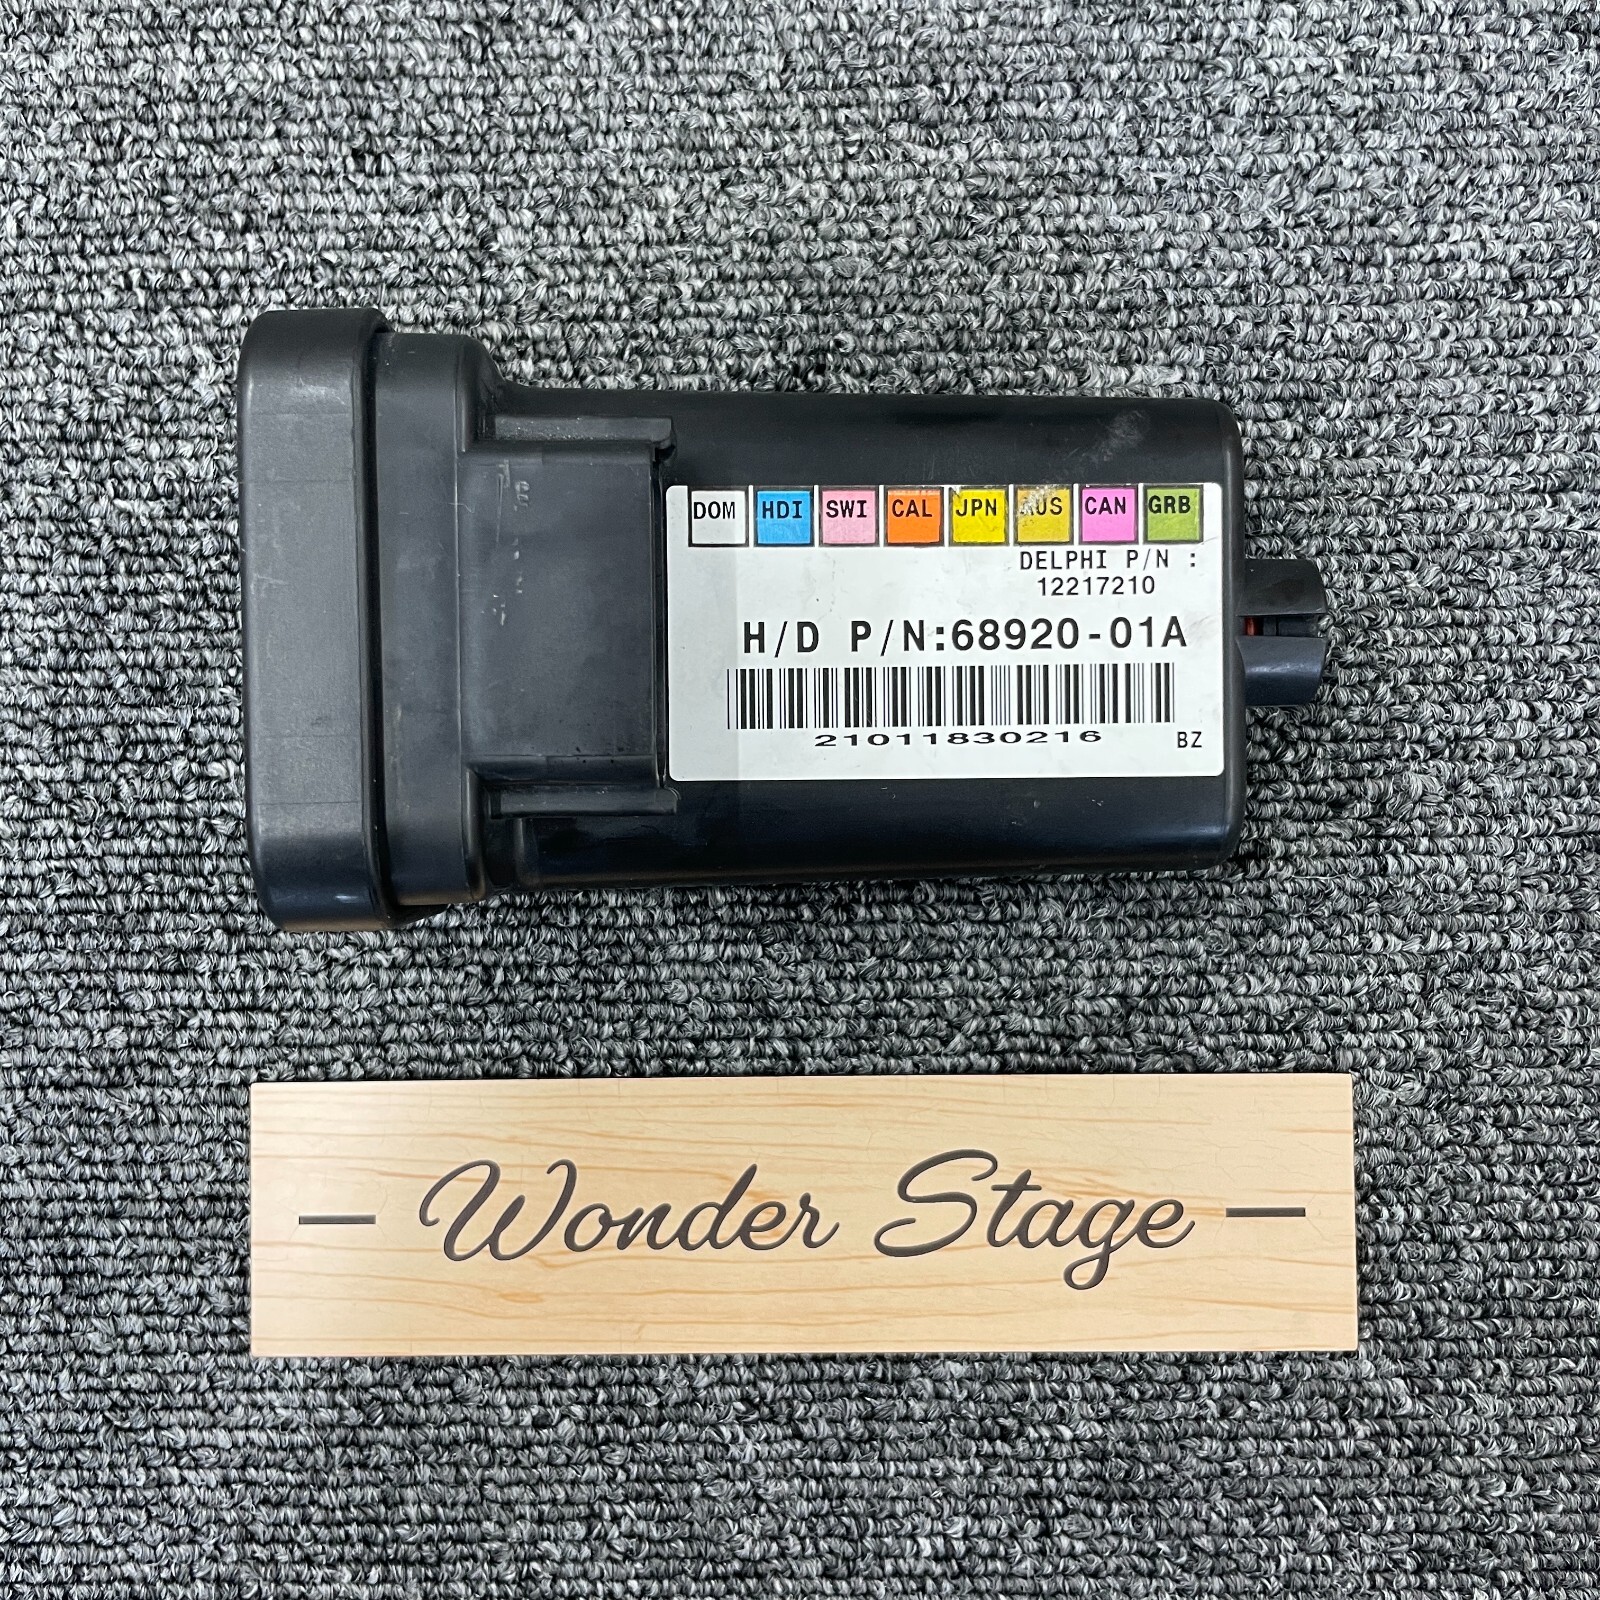 DOM HDI SWI CAL JPN AUS CAN GRB
DELPHI P/N :
12217210
H/D P/N:68920-01A
21011830216
BZ
— Wonder Stage —